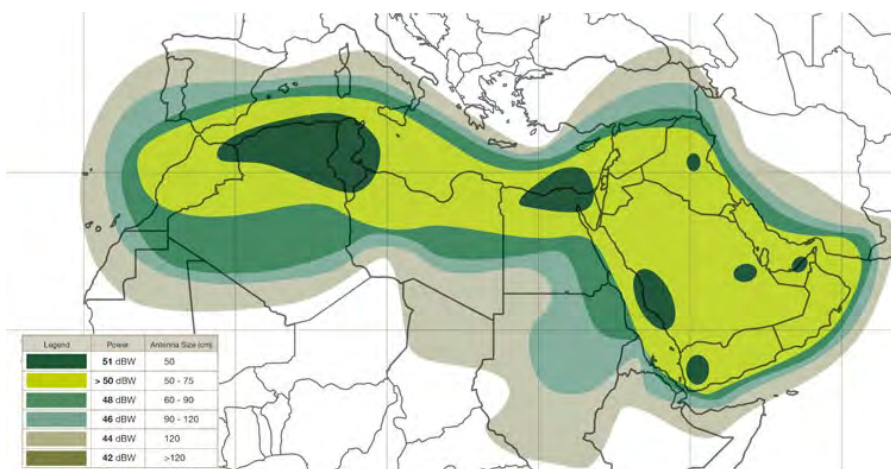 Legend Power Antenna Size (cm)
51 dBW 50
> 50 dBW 50 - 75
48 dBW 60 - 90
46 dBW 90 - 120
44 dBW 120
42 dBW >120